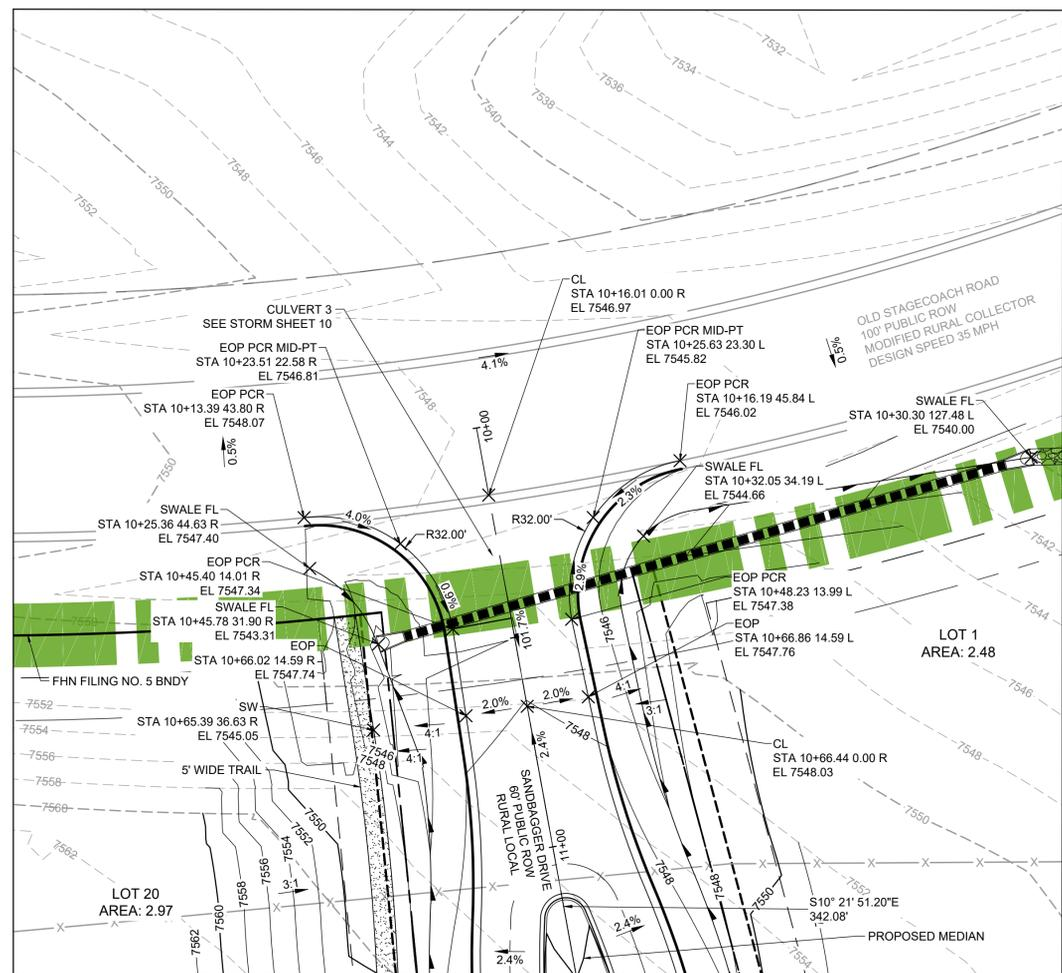 7532
7534
7536
7538
7540
7542
7544
7546
7548
7550
7552
CL
STA 10+16.01 0.00 R
EL 7546.97
OLD STAGECOACH ROAD
100' PUBLIC ROW
MODIFIED RURAL COLLECTOR
DESIGN SPEED 35 MPH
CULVERT 3
SEE STORM SHEET 10
EOP PCR MID-PT
STA 10+23.51 22.58 R
EL 7546.81
EOP PCR MID-PT
STA 10+25.63 23.30 L
EL 7545.82
4.1%
0.5%
EOP PCR
STA 10+13.39 43.80 R
EL 7548.07
7548
EOP PCR
STA 10+16.19 45.84 L
EL 7546.02
SWALE FL
STA 10+30.30 127.48 L
EL 7540.00
10+00
0.5%
7550
SWALE FL
STA 10+32.05 34.19 L
EL 7544.66
2.3%
SWALE FL
STA 10+25.36 44.63 R
EL 7547.40
4.0%
R32.00'
R32.00'
7542
EOP PCR
STA 10+45.40 14.01 R
EL 7547.34
2.9%
EOP PCR
STA 10+48.23 13.99 L
EL 7547.38
0.6%
7544
SWALE FL
STA 10+45.78 31.90 R
EL 7543.31
101.7%
7546
EOP
STA 10+66.86 14.59 L
EL 7547.76
LOT 1
AREA: 2.48
EOP
STA 10+66.02 14.59 R
EL 7547.74
FHN FILING NO. 5 BNDY
2.0%
2.0%
4:1
3:1
7546
7552
SW
STA 10+65.39 36.63 R
EL 7545.05
4:1
7548
7554
7546
7548
4:1
2.4%
CL
STA 10+66.44 0.00 R
EL 7548.03
7548
7556
5' WIDE TRAIL
7558
7560
7550
7552
7554
7556
7558
7560
7562
7562
3:1
SANDBAGGER DRIVE
60' PUBLIC ROW
RURAL LOCAL
11+00
7550
7548
7548
7550
7552
X
X
X
X
X
X
LOT 20
AREA: 2.97
S10° 21' 51.20"E
342.08'
2.4%
2.4%
PROPOSED MEDIAN
7554